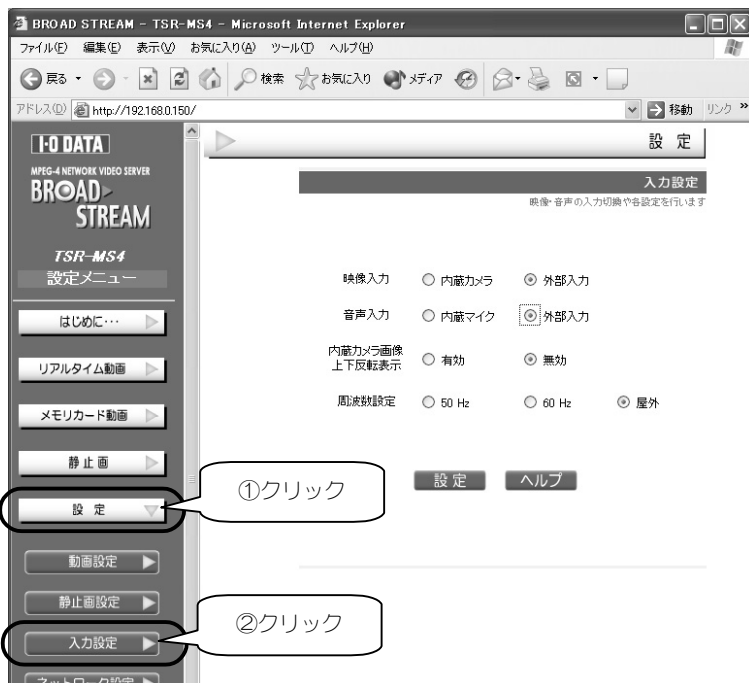 BROAD STREAM - TSR-MS4 - Microsoft Internet Explorer
ファイル(F) 編集(E) 表示(V) お気に入り(A) ツール(T) ヘルプ(H)
戻る 検索 お気に入り メディア
アドレス(D) http://192.168.0.150/ 移動 リンク »
I·O DATA
MPEG-4 NETWORK VIDEO SERVER
BROAD
STREAM
TSR-MS4
設定メニュー
はじめに…
リアルタイム動画
メモリカード動画
静止画
設 定
動画設定
静止画設定
入力設定
ネットワーク設定
設 定
入力設定
映像・音声の入力切換や各設定を行います
映像入力 内蔵カメラ 外部入力
音声入力 内蔵マイク 外部入力
内蔵カメラ画像
上下反転表示 有効 無効
周波数設定 50 Hz 60 Hz 屋外
設 定 ヘルプ
①クリック
②クリック